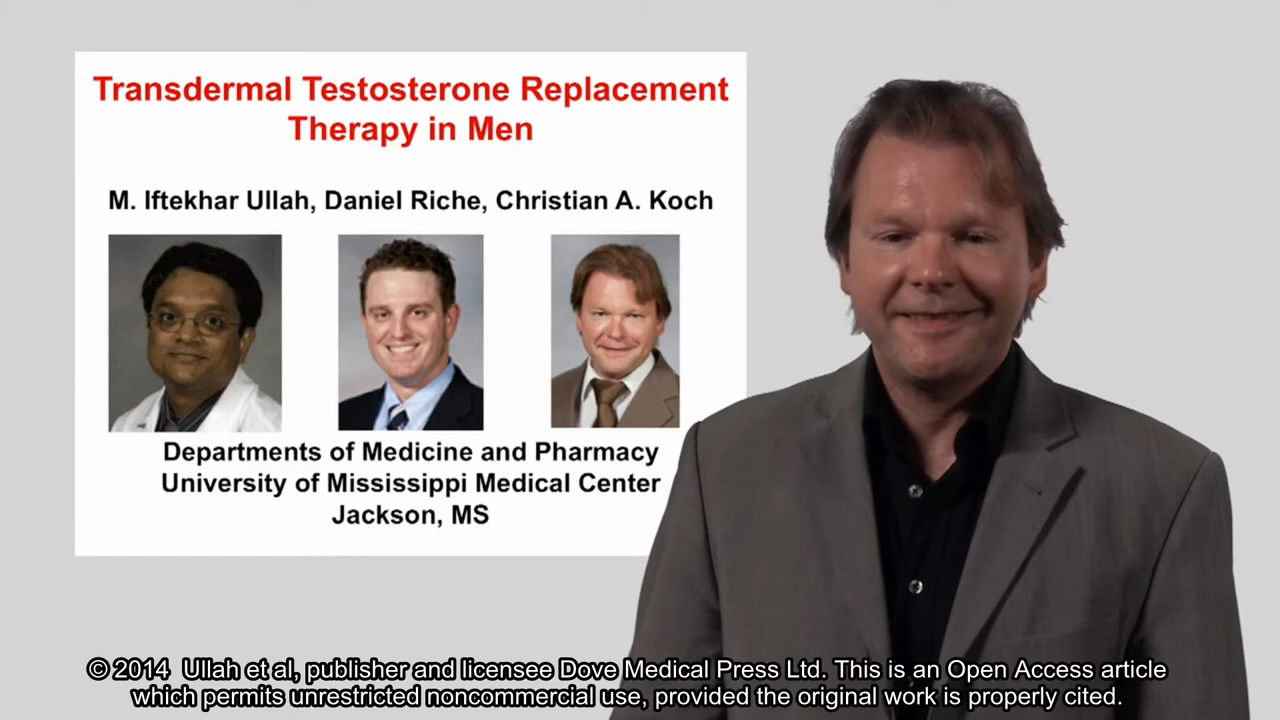 Transdermal Testosterone Replacement
Therapy in Men
M. Iftekhar Ullah, Daniel Riche, Christian A. Koch
Departments of Medicine and Pharmacy
University of Mississippi Medical Center
Jackson, MS
© 2014 Ullah et al, publisher and licensee Dove Medical Press Ltd. This is an Open Access article
which permits unrestricted noncommercial use, provided the original work is properly cited.